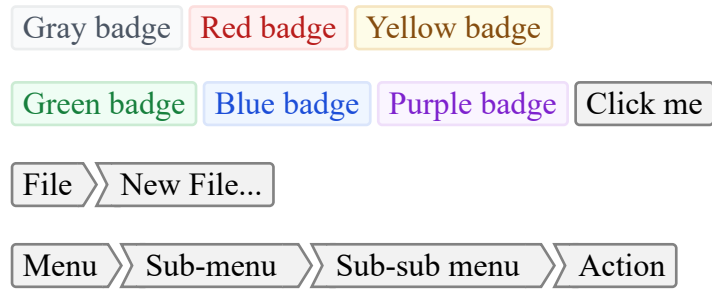 Gray badge Red badge Yellow badge
Green badge Blue badge Purple badge Click me
File New File...
Menu Sub-menu Sub-sub menu Action